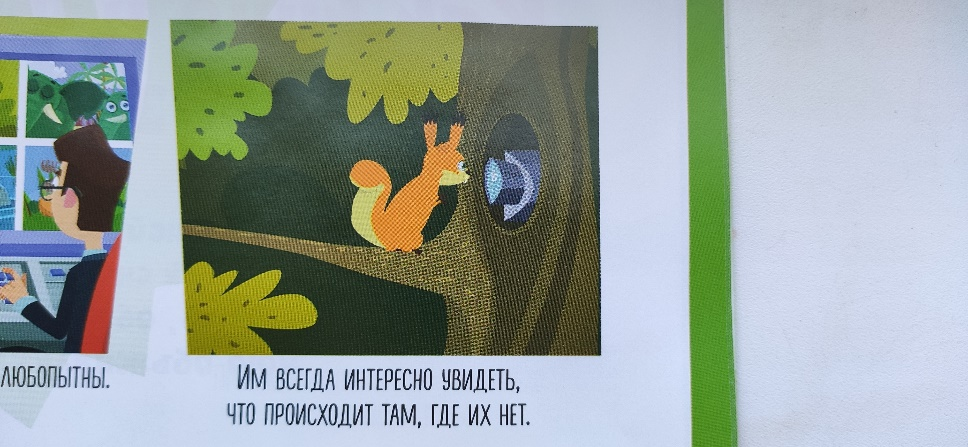 ЛЮБОПЫТНЫ.
ИМ ВСЕГДА ИНТЕРЕСНО УВИДЕТЬ,
ЧТО ПРОИСХОДИТ ТАМ, ГДЕ ИХ НЕТ.